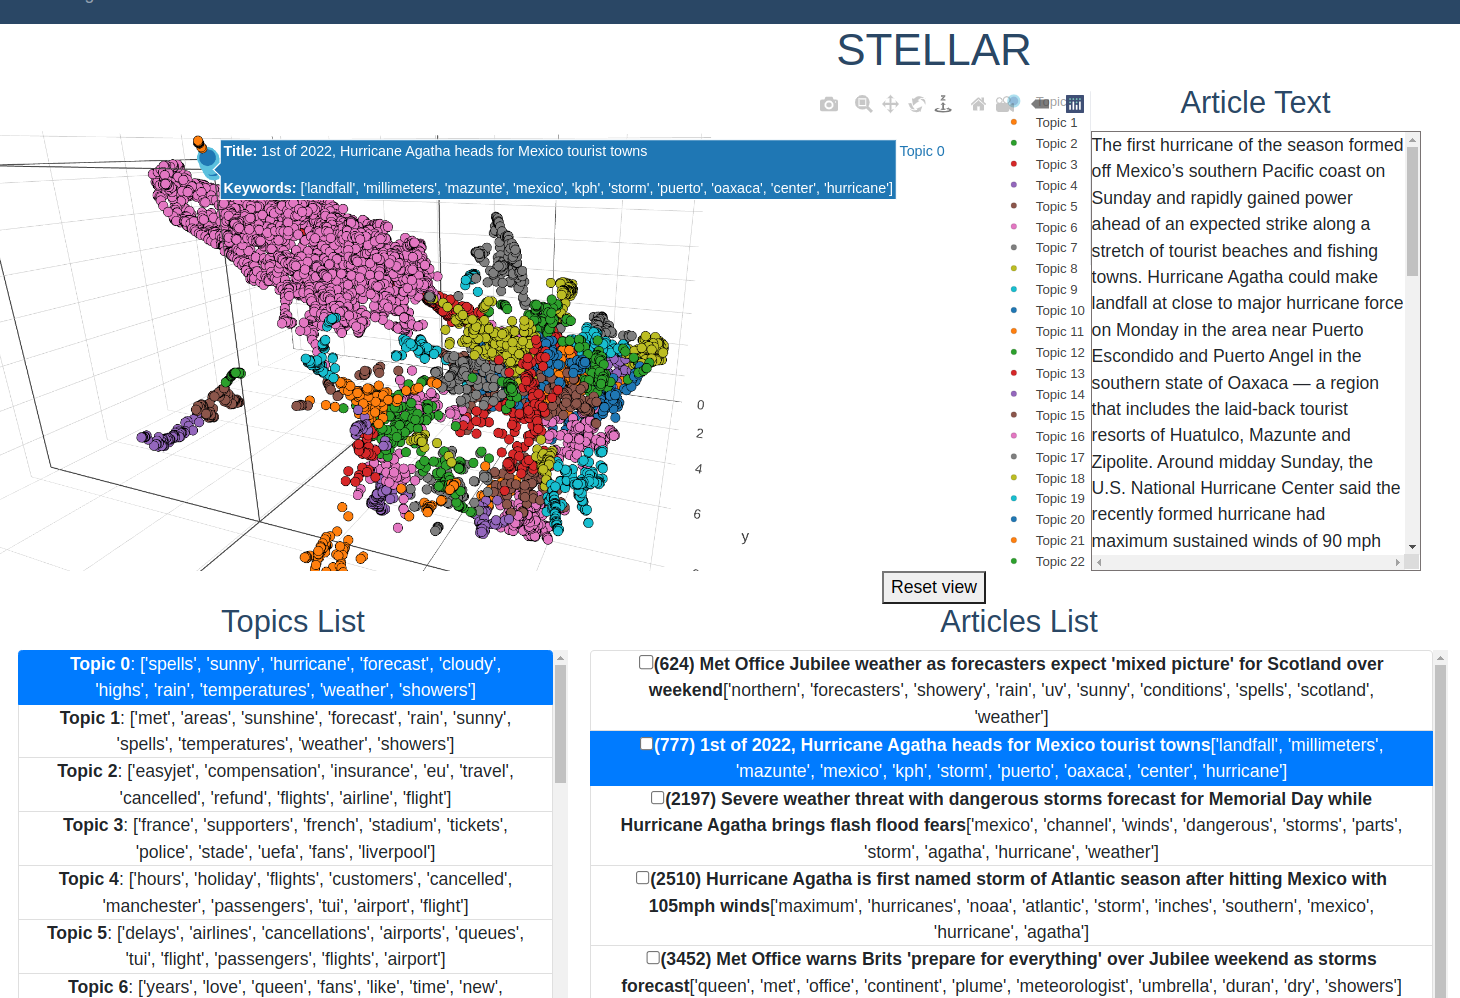 STELLAR
Article Text
Topic 1
Topic 2
Topic 3
Topic 4
Topic 5
Topic 6
Topic 7
Topic 8
Topic 9
Topic 10
Topic 11
Topic 12
Topic 13
Topic 14
Topic 15
Topic 16
Topic 17
Topic 18
Topic 19
Topic 20
Topic 21
Topic 22
Title: 1st of 2022, Hurricane Agatha heads for Mexico tourist towns
Keywords: ['landfall', 'millimeters', 'mazunte', 'mexico', 'kph', 'storm', 'puerto', 'oaxaca', 'center', 'hurricane']
Topic 0
0
2
4
6
y
The first hurricane of the season formed
off Mexico's southern Pacific coast on
Sunday and rapidly gained power
ahead of an expected strike along a
stretch of tourist beaches and fishing
towns. Hurricane Agatha could make
landfall at close to major hurricane force
on Monday in the area near Puerto
Escondido and Puerto Angel in the
southern state of Oaxaca — a region
that includes the laid-back tourist
resorts of Huatulco, Mazunte and
Zipolite. Around midday Sunday, the
U.S. National Hurricane Center said the
recently formed hurricane had
maximum sustained winds of 90 mph
Reset view
Topics List
Topic 0: ['spells', 'sunny', 'hurricane', 'forecast', 'cloudy',
'highs', 'rain', 'temperatures', 'weather', 'showers']
Topic 1: ['met', 'areas', 'sunshine', 'forecast', 'rain', 'sunny',
'spells', 'temperatures', 'weather', 'showers']
Topic 2: ['easyjet', 'compensation', 'insurance', 'eu', 'travel',
'cancelled', 'refund', 'flights', 'airline', 'flight']
Topic 3: ['france', 'supporters', 'french', 'stadium', 'tickets',
'police', 'stade', 'uefa', 'fans', 'liverpool']
Topic 4: ['hours', 'holiday', 'flights', 'customers', 'cancelled',
'manchester', 'passengers', 'tui', 'airport', 'flight']
Topic 5: ['delays', 'airlines', 'cancellations', 'airports', 'queues',
'tui', 'flight', 'passengers', 'flights', 'airport']
Topic 6: ['years', 'love', 'queen', 'fans', 'like', 'time', 'new',
Articles List
(624) Met Office Jubilee weather as forecasters expect 'mixed picture' for Scotland over
weekend['northern', 'forecasters', 'showery', 'rain', 'uv', 'sunny', 'conditions', 'spells', 'scotland',
'weather']
(777) 1st of 2022, Hurricane Agatha heads for Mexico tourist towns['landfall', 'millimeters',
'mazunte', 'mexico', 'kph', 'storm', 'puerto', 'oaxaca', 'center', 'hurricane']
(2197) Severe weather threat with dangerous storms forecast for Memorial Day while
Hurricane Agatha brings flash flood fears['mexico', 'channel', 'winds', 'dangerous', 'storms', 'parts',
'storm', 'agatha', 'hurricane', 'weather']
(2510) Hurricane Agatha is first named storm of Atlantic season after hitting Mexico with
105mph winds['maximum', 'hurricanes', 'noaa', 'atlantic', 'storm', 'inches', 'southern', 'mexico',
'hurricane', 'agatha']
(3452) Met Office warns Brits 'prepare for everything' over Jubilee weekend as storms
forecast['queen', 'met', 'office', 'continent', 'plume', 'meteorologist', 'umbrella', 'duran', 'dry', 'showers']